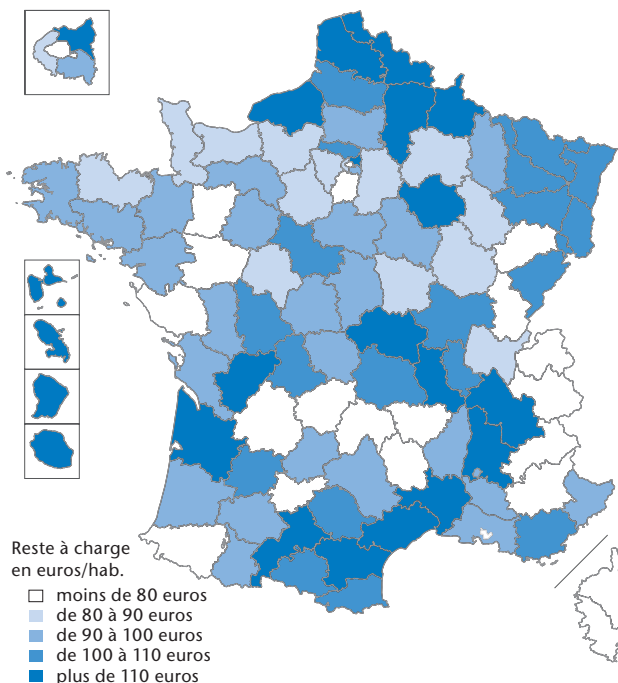 Reste à charge
en euros/hab.
moins de 80 euros
de 80 à 90 euros
de 90 à 100 euros
de 100 à 110 euros
plus de 110 euros